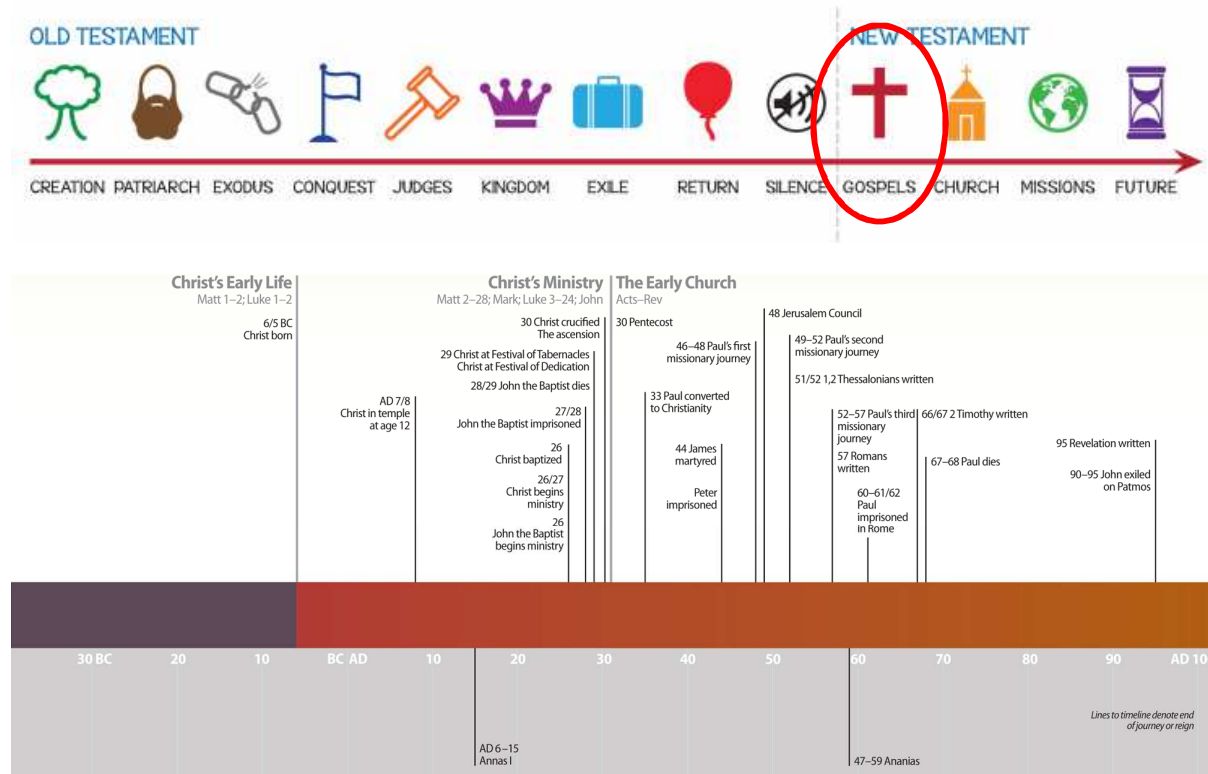 OLD TESTAMENT
NEW TESTAMENT
CREATION PATRIARCH EXODUS CONQUEST JUDGES KINGDOM EXILE RETURN SILENCE GOSPELS CHURCH MISSIONS FUTURE
Christ's Early Life
Matt 1–2; Luke 1–2
6/5 BC
Christ born
AD 7/8
Christ in temple
at age 12
Christ's Ministry
Matt 2–28; Mark; Luke 3–24; John
30 Christ crucified
The ascension
29 Christ at Festival of Tabernacles
Christ at Festival of Dedication
28/29 John the Baptist dies
27/28
John the Baptist imprisoned
26
Christ baptized
26/27
Christ begins
ministry
26
John the Baptist
begins ministry
The Early Church
Acts–Rev
30 Pentecost
46–48 Paul's first
missionary journey
33 Paul converted
to Christianity
44 James
martyred
Peter
imprisoned
48 Jerusalem Council
49–52 Paul's second
missionary journey
51/52 1,2 Thessalonians written
52–57 Paul's third
missionary
journey
57 Romans
written
60–61/62
Paul
imprisoned
in Rome
66/67 2 Timothy written
67–68 Paul dies
95 Revelation written
90–95 John exiled
on Patmos
30 BC 20 10 BC AD 10 20 30 40 50 60 70 80 90 AD 10
Lines to timeline denote end
of journey or reign
AD 6–15
Annas I
47–59 Ananias